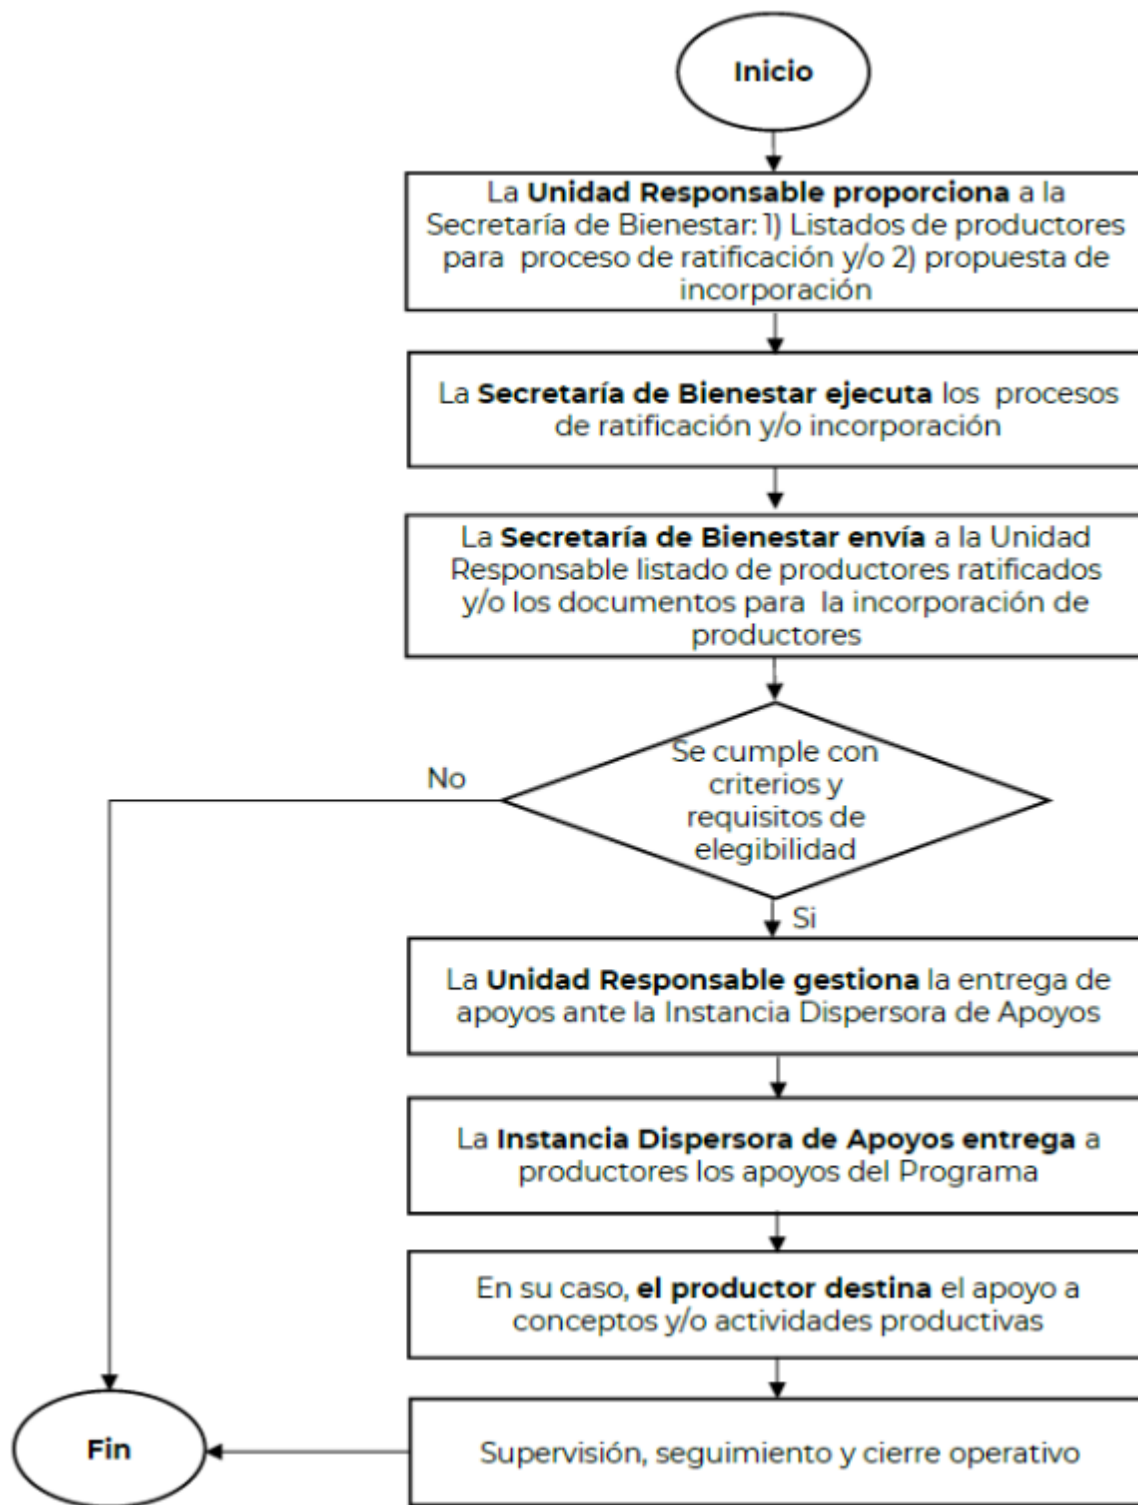 Inicio
La Unidad Responsable proporciona a la
Secretaría de Bienestar: 1) Listados de productores
para proceso de ratificación y/o 2) propuesta de
incorporación
La Secretaría de Bienestar ejecuta los procesos
de ratificación y/o incorporación
La Secretaría de Bienestar envía a la Unidad
Responsable listado de productores ratificados
y/o los documentos para la incorporación de
productores
Se cumple con
criterios y
requisitos de
elegibilidad
No
Si
La Unidad Responsable gestiona la entrega de
apoyos ante la Instancia Dispersora de Apoyos
La Instancia Dispersora de Apoyos entrega a
productores los apoyos del Programa
En su caso, el productor destina el apoyo a
conceptos y/o actividades productivas
Supervisión, seguimiento y cierre operativo
Fin